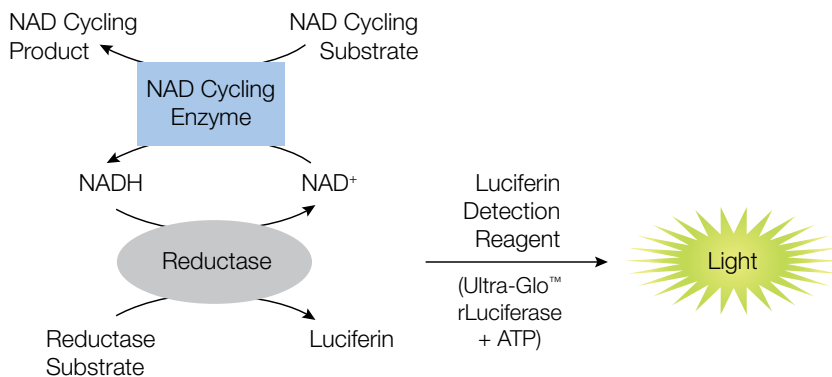 NAD Cycling
Product
NAD Cycling
Substrate
NAD Cycling
Enzyme
NADH
NAD⁺
Reductase
Reductase
Substrate
Luciferin
Luciferin
Detection
Reagent
(Ultra-Glo™
rLuciferase
+ ATP)
Light